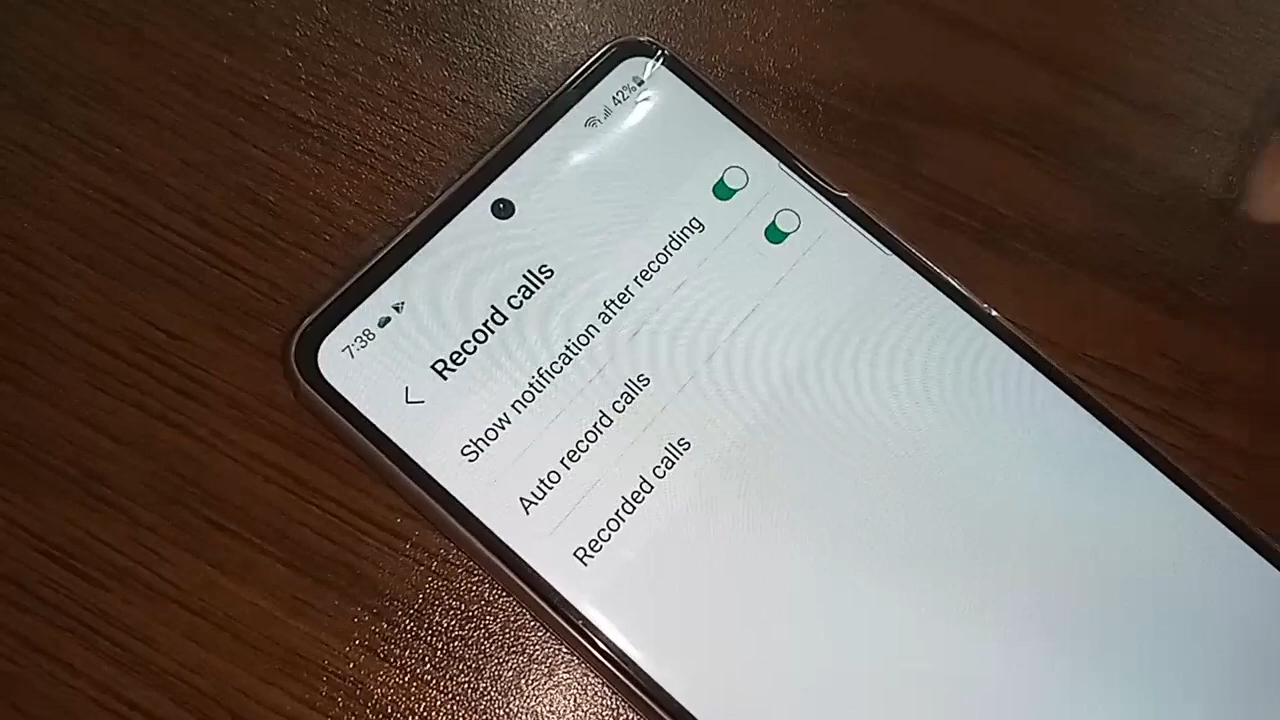 7:38
42%
Record calls
Show notification after recording
Auto record calls
Recorded calls